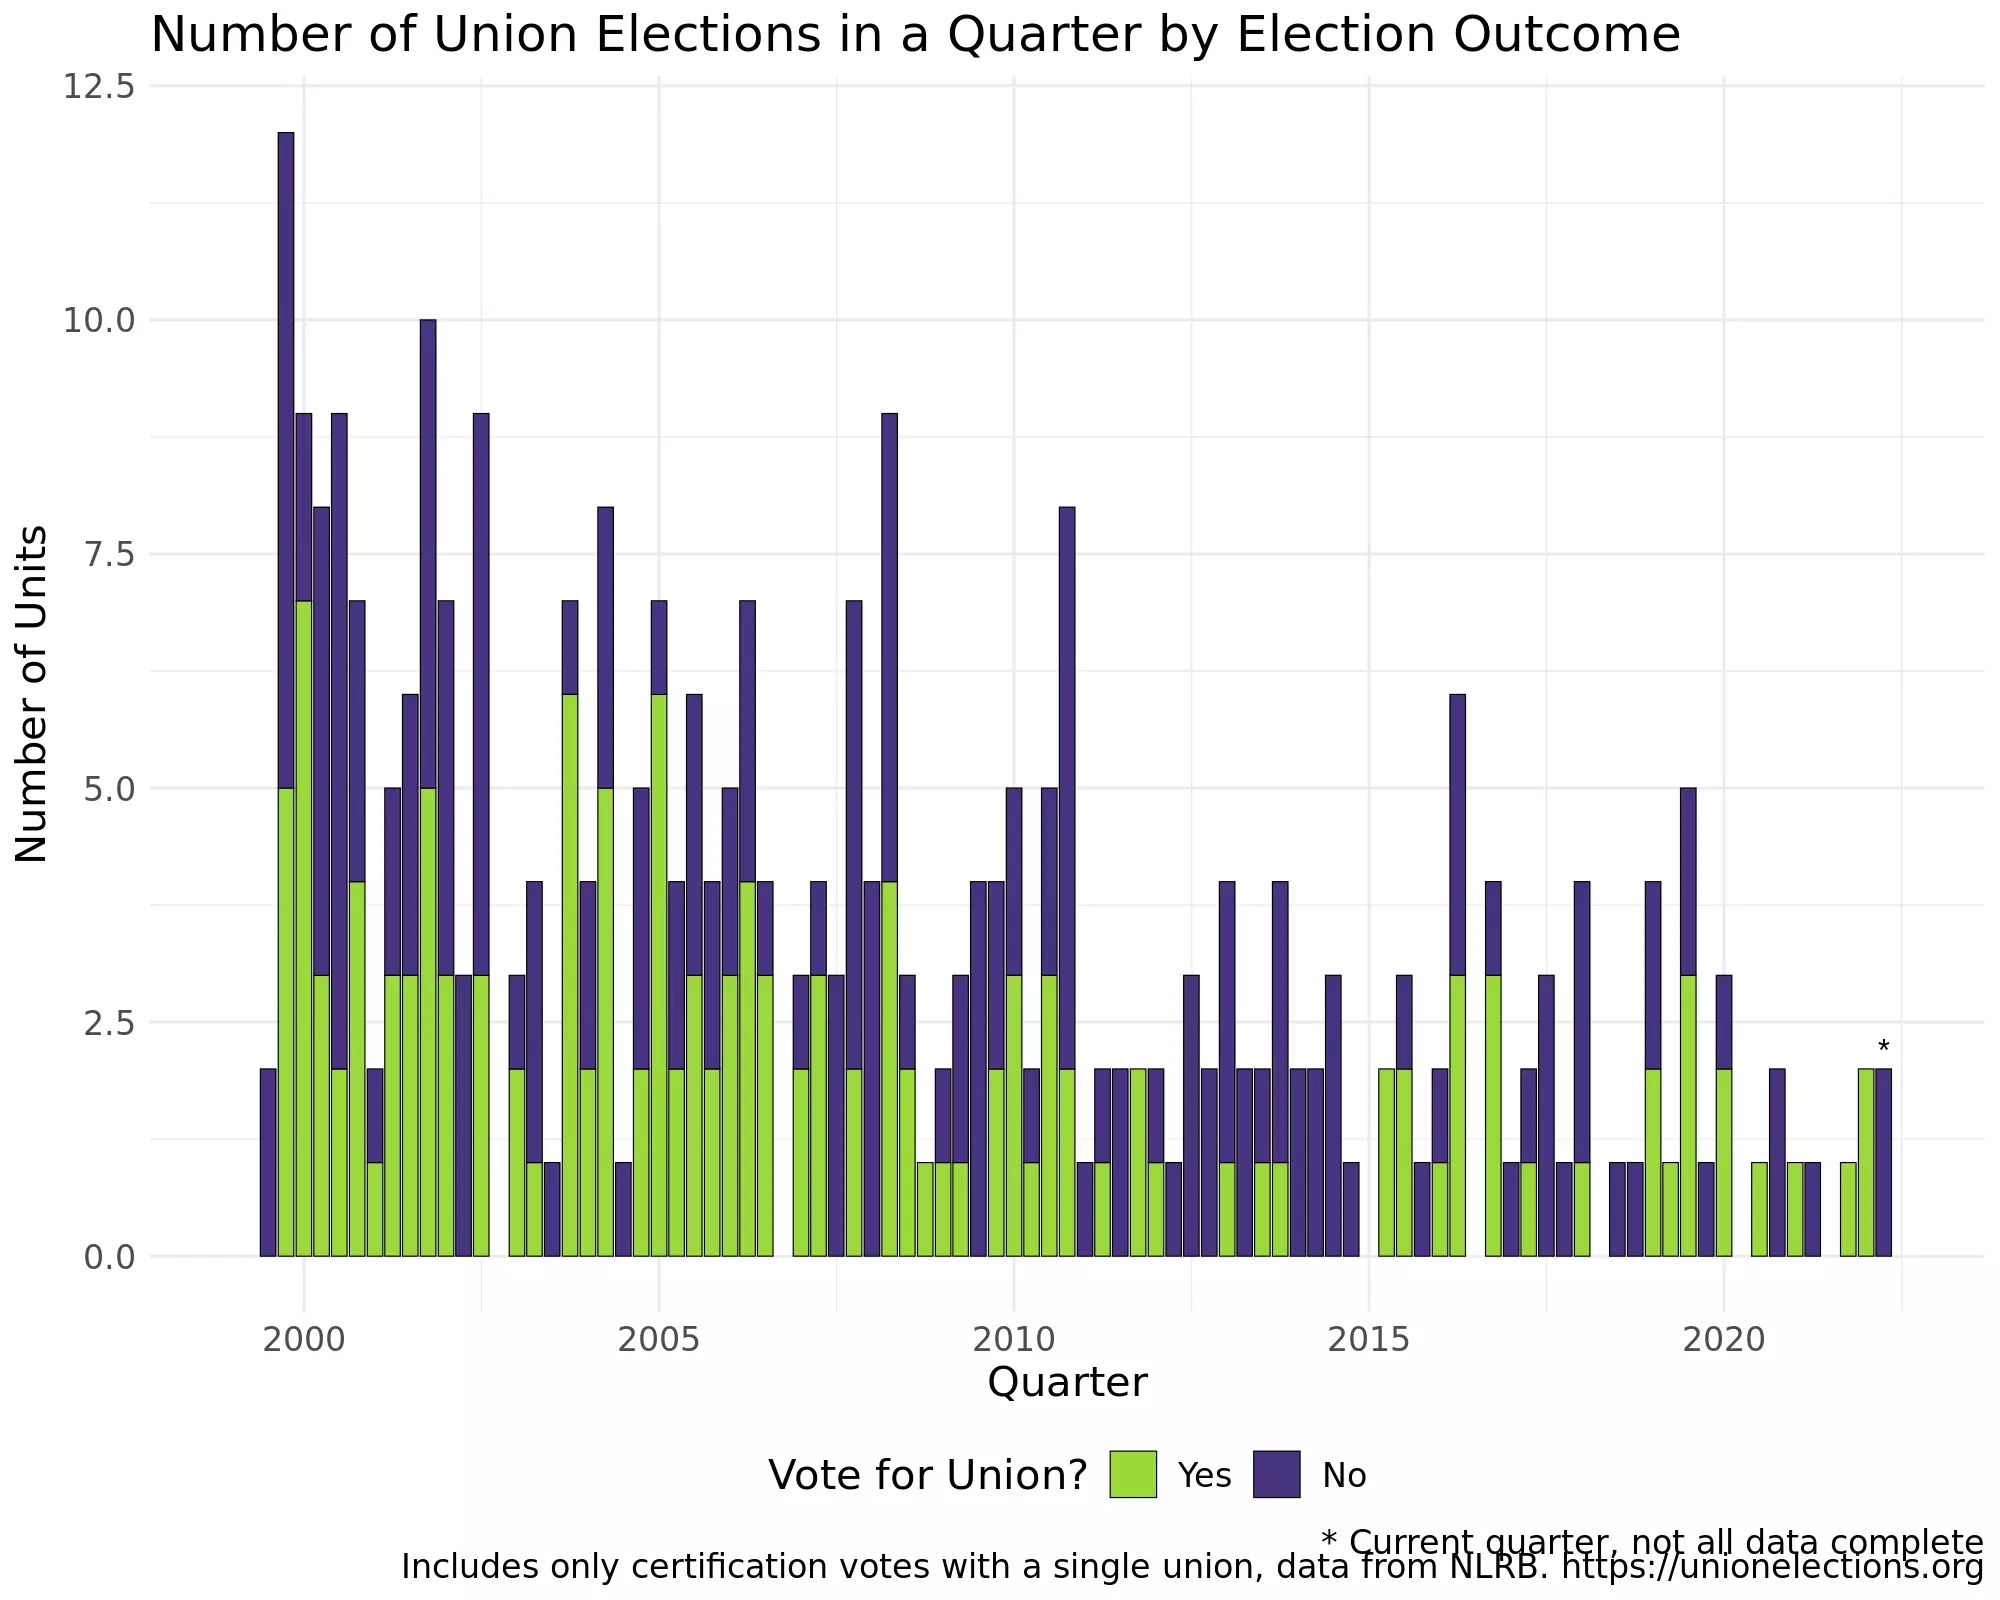 Number of Union Elections in a Quarter by Election Outcome
12.5
10.0
7.5
5.0
2.5
0.0
Number of Units
*
2000 2005 2010 2015 2020
Quarter
Vote for Union? Yes No
* Current quarter, not all data complete
Includes only certification votes with a single union, data from NLRB. https://unionelections.org